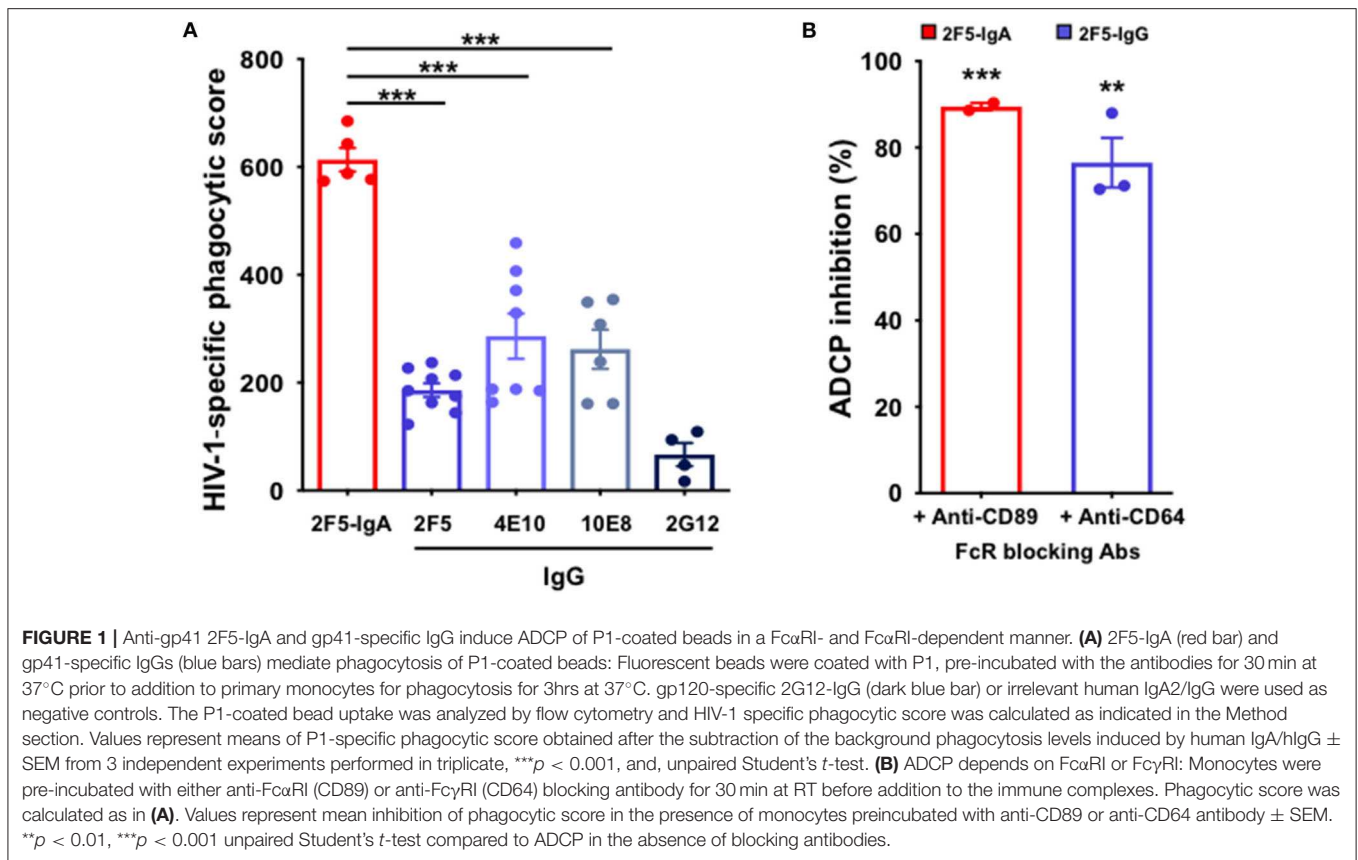 A
HIV-1-specific phagocytic score
800
600
400
200
0
***
***
***
2F5-IgA 2F5 4E10 10E8 2G12
IgG
B
2F5-IgA 2F5-IgG
ADCP inhibition (%)
100
80
60
40
20
0
*** **
+ Anti-CD89 + Anti-CD64
FcR blocking Abs
FIGURE 1 | Anti-gp41 2F5-IgA and gp41-specific IgG induce ADCP of P1-coated beads in a FcαRI- and FcαRI-dependent manner. (A) 2F5-IgA (red bar) and
gp41-specific IgGs (blue bars) mediate phagocytosis of P1-coated beads: Fluorescent beads were coated with P1, pre-incubated with the antibodies for 30 min at
37°C prior to addition to primary monocytes for phagocytosis for 3hrs at 37°C. gp120-specific 2G12-IgG (dark blue bar) or irrelevant human IgA2/IgG were used as
negative controls. The P1-coated bead uptake was analyzed by flow cytometry and HIV-1 specific phagocytic score was calculated as indicated in the Method
section. Values represent means of P1-specific phagocytic score obtained after the subtraction of the background phagocytosis levels induced by human IgA/hIgG ±
SEM from 3 independent experiments performed in triplicate, ***p < 0.001, and, unpaired Student's t-test. (B) ADCP depends on FcαRI or FcγRI: Monocytes were
pre-incubated with either anti-FcαRI (CD89) or anti-FcγRI (CD64) blocking antibody for 30 min at RT before addition to the immune complexes. Phagocytic score was
calculated as in (A). Values represent mean inhibition of phagocytic score in the presence of monocytes preincubated with anti-CD89 or anti-CD64 antibody ± SEM.
**p < 0.01, ***p < 0.001 unpaired Student's t-test compared to ADCP in the absence of blocking antibodies.